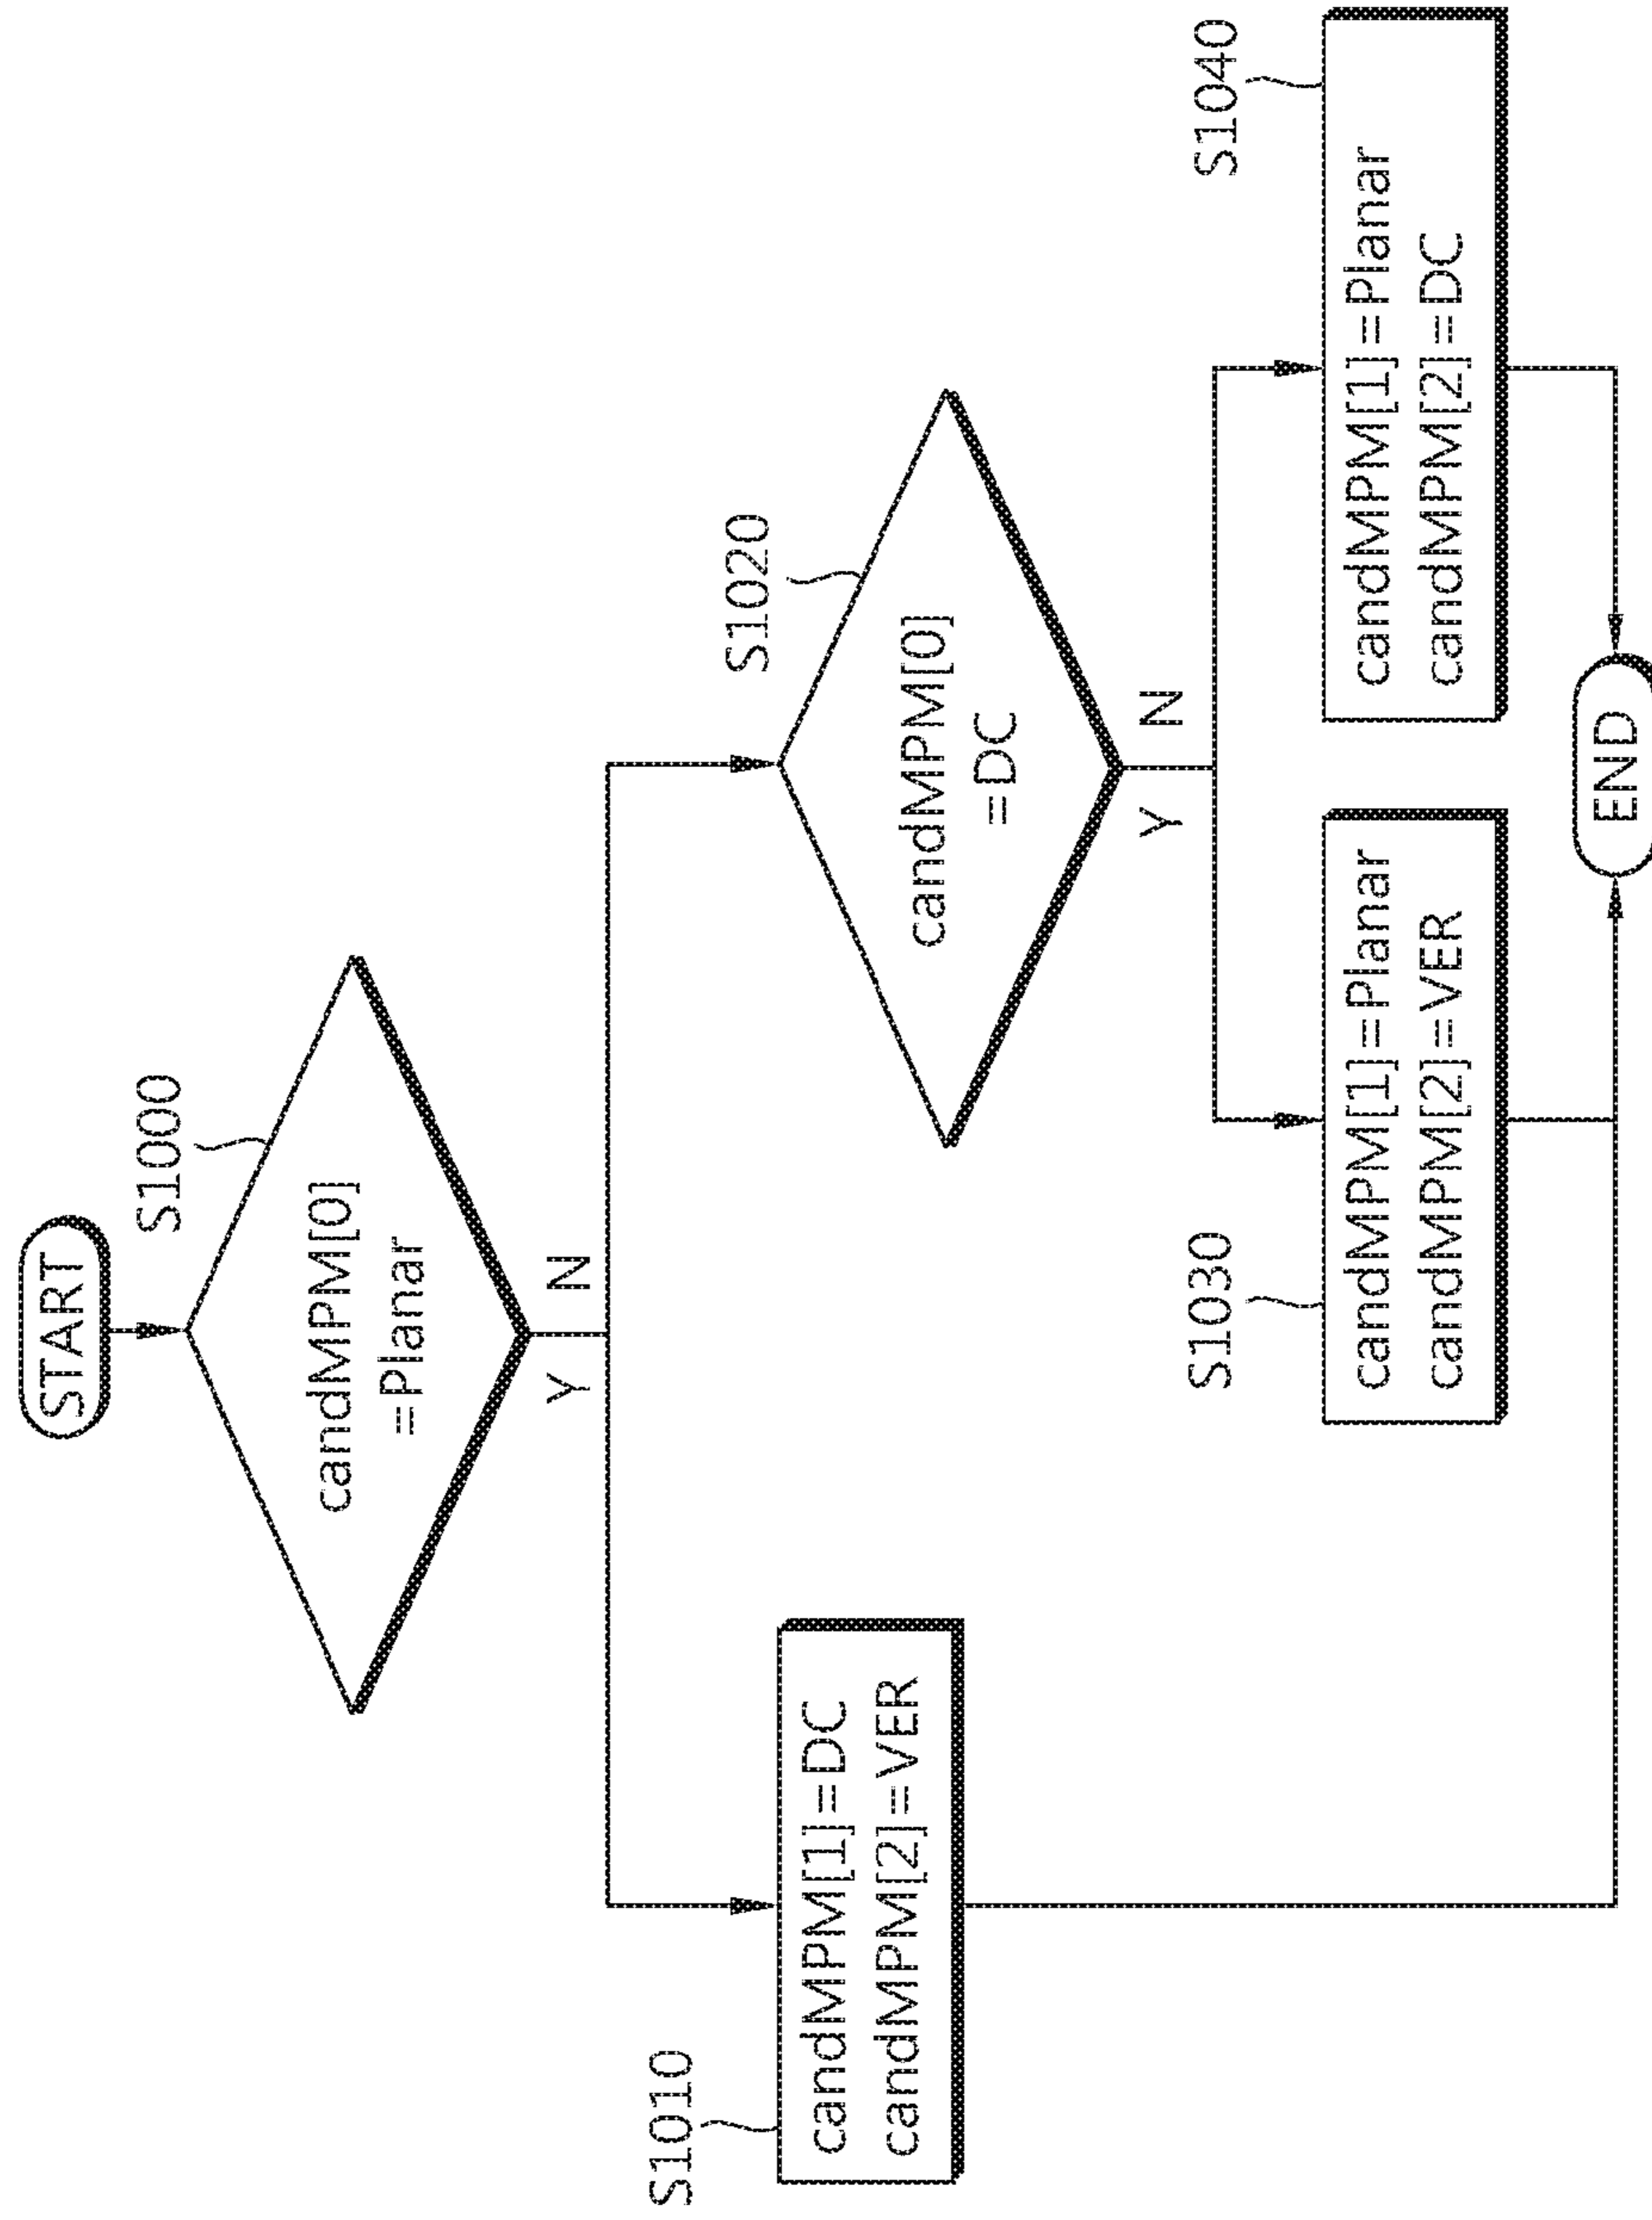 START
S1000
candMPM[0]
=Planar
Y
N
S1010
candMPM[1]=DC
candMPM[2]=VER
S1020
candMPM[0]
=DC
Y
N
S1030
candMPM[1]=Planar
candMPM[2]=VER
S1040
candMPM[1]=Planar
candMPM[2]=DC
END